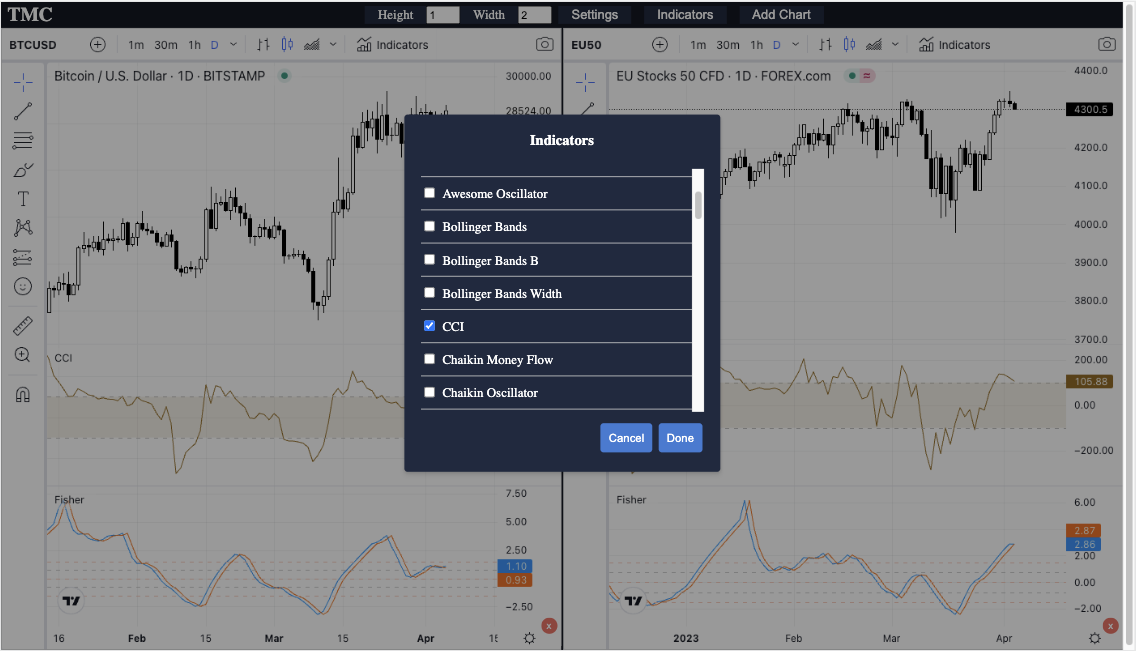 TMC Height 1 Width 2 Settings Indicators Add Chart
BTCUSD 1m 30m 1h D Indicators
EU50 1m 30m 1h D Indicators
Bitcoin / U.S. Dollar · 1D · BITSTAMP
30000.00
28524.00
CCI
Fisher
7.50
5.00
2.50
1.10
0.93
−2.50
16 Feb 15 Mar 15 Apr
x
Indicators
Awesome Oscillator
Bollinger Bands
Bollinger Bands B
Bollinger Bands Width
CCI
Chaikin Money Flow
Chaikin Oscillator
Cancel Done
EU Stocks 50 CFD · 1D · FOREX.com
4400.0
4300.5
4200.0
4100.0
4000.0
3900.0
3800.0
3700.0
200.00
105.88
0.00
−200.00
Fisher
6.00
2.87
2.86
2.00
0.00
−2.00
2023 Feb Mar Apr
x